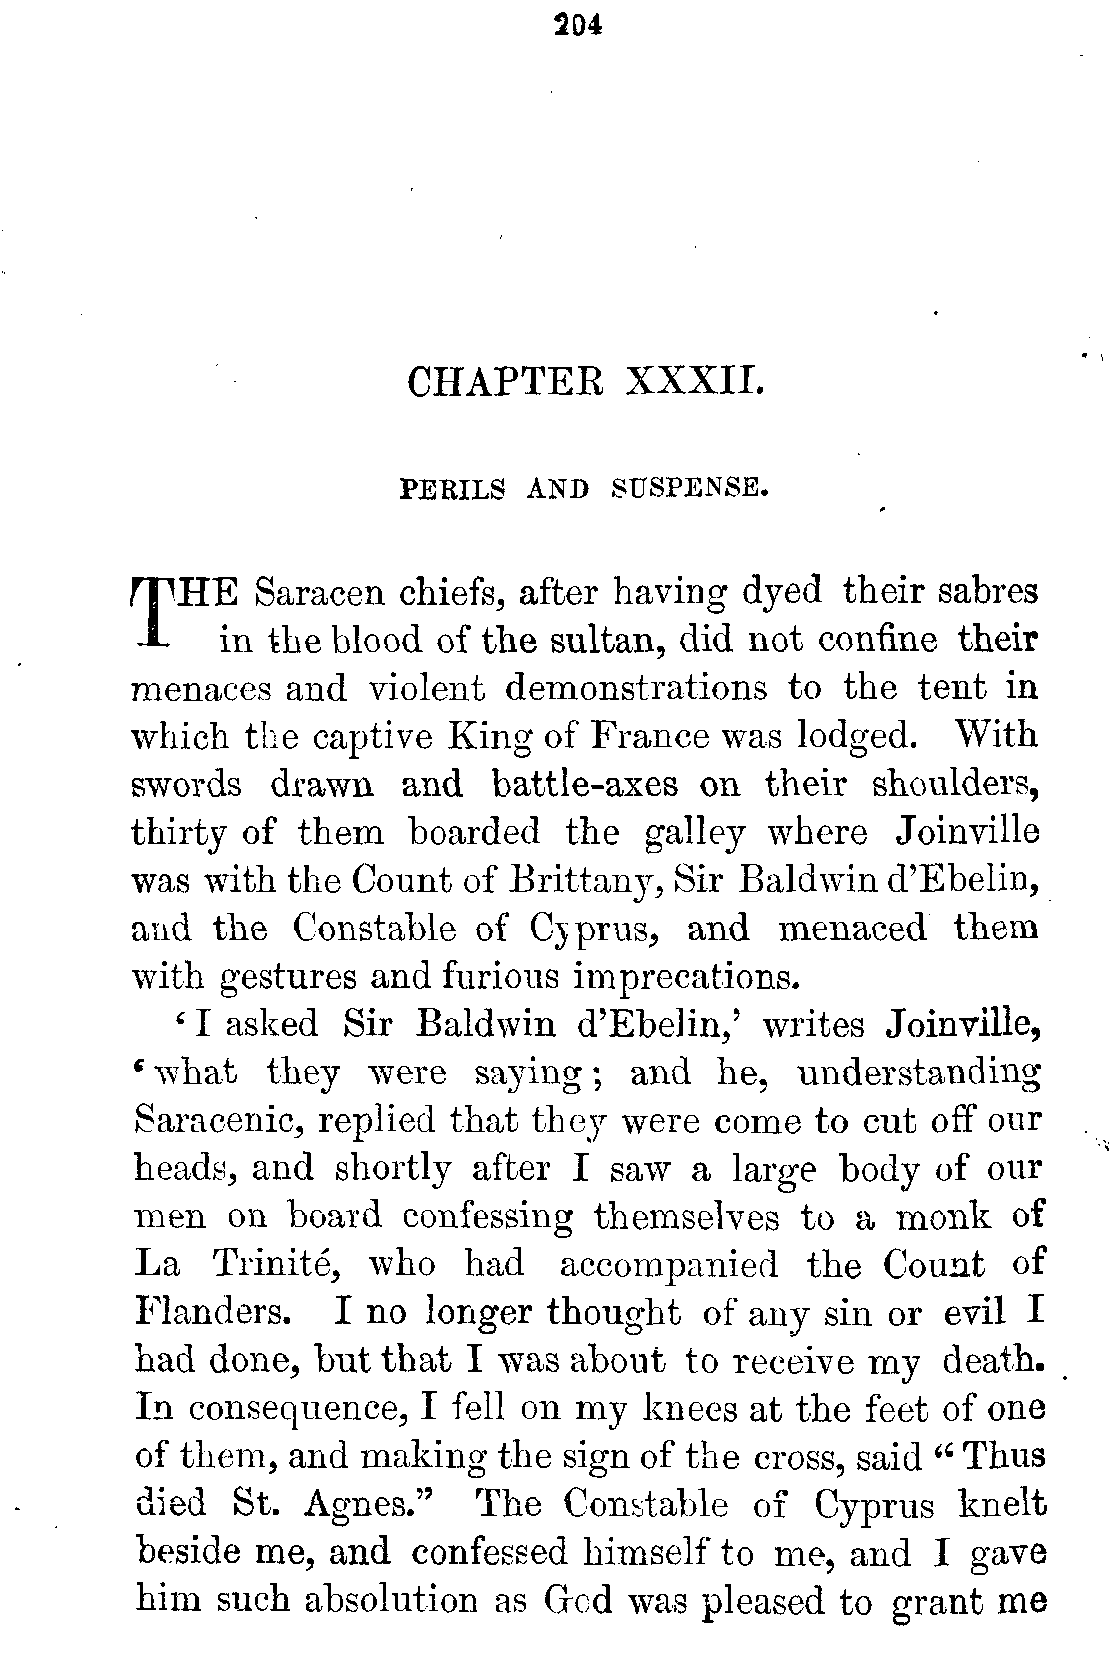 204
CHAPTER XXXII.
PERILS AND SUSPENSE.
THE Saracen chiefs, after having dyed their sabres
in the blood of the sultan, did not confine their
menaces and violent demonstrations to the tent in
which the captive King of France was lodged. With
swords drawn and battle-axes on their shoulders,
thirty of them boarded the galley where Joinville
was with the Count of Brittany, Sir Baldwin d’Ebelin,
and the Constable of Cyprus, and menaced them
with gestures and furious imprecations.
‘I asked Sir Baldwin d’Ebelin,’ writes Joinville,
‘what they were saying; and he, understanding
Saracenic, replied that they were come to cut off our
heads, and shortly after I saw a large body of our
men on board confessing themselves to a monk of
La Trinité, who had accompanied the Count of
Flanders. I no longer thought of any sin or evil I
had done, but that I was about to receive my death.
In consequence, I fell on my knees at the feet of one
of them, and making the sign of the cross, said “Thus
died St. Agnes.” The Constable of Cyprus knelt
beside me, and confessed himself to me, and I gave
him such absolution as God was pleased to grant me